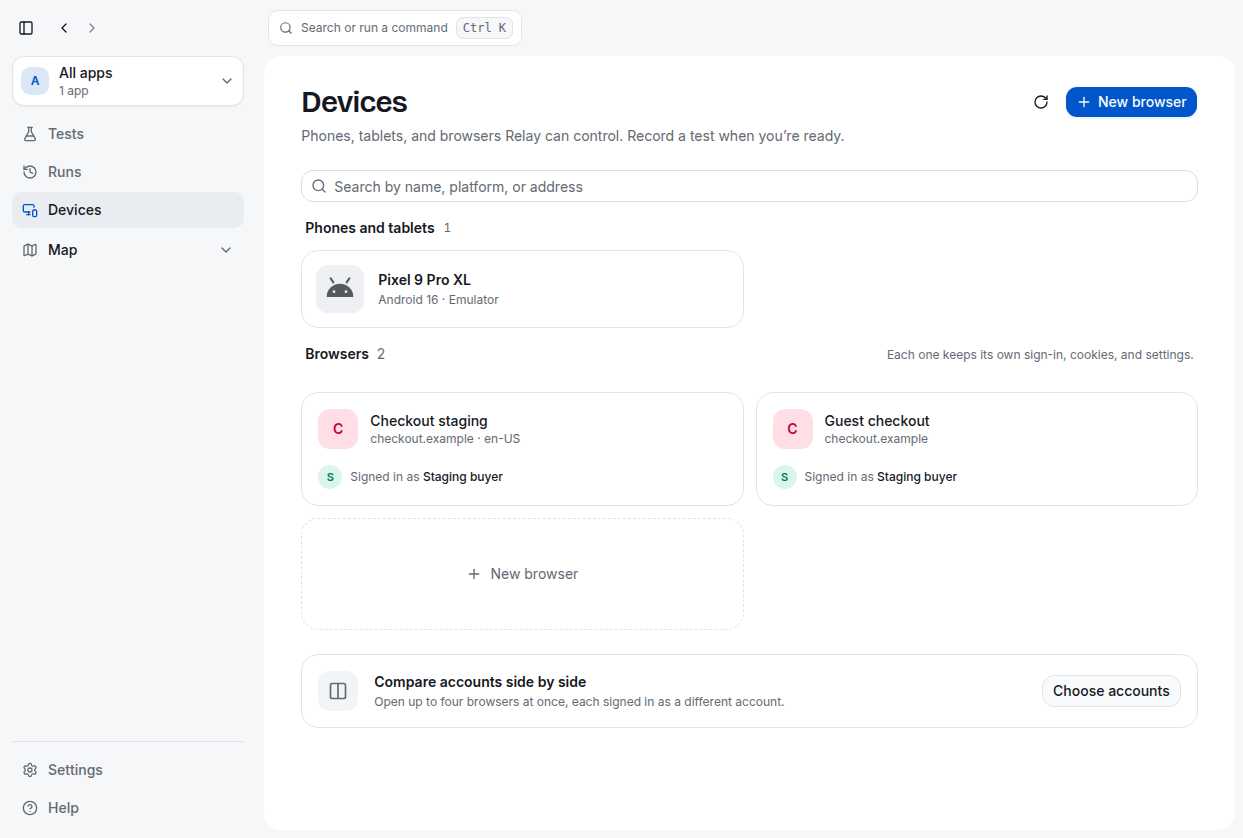 Search or run a command Ctrl K
A All apps
1 app
Tests
Runs
Devices
Map
Settings
Help
Devices
New browser
Phones, tablets, and browsers Relay can control. Record a test when you’re ready.
Search by name, platform, or address
Phones and tablets 1
Pixel 9 Pro XL
Android 16 · Emulator
Browsers 2
Each one keeps its own sign-in, cookies, and settings.
C Checkout staging
checkout.example · en-US
S Signed in as Staging buyer
C Guest checkout
checkout.example
S Signed in as Staging buyer
New browser
Compare accounts side by side
Open up to four browsers at once, each signed in as a different account.
Choose accounts